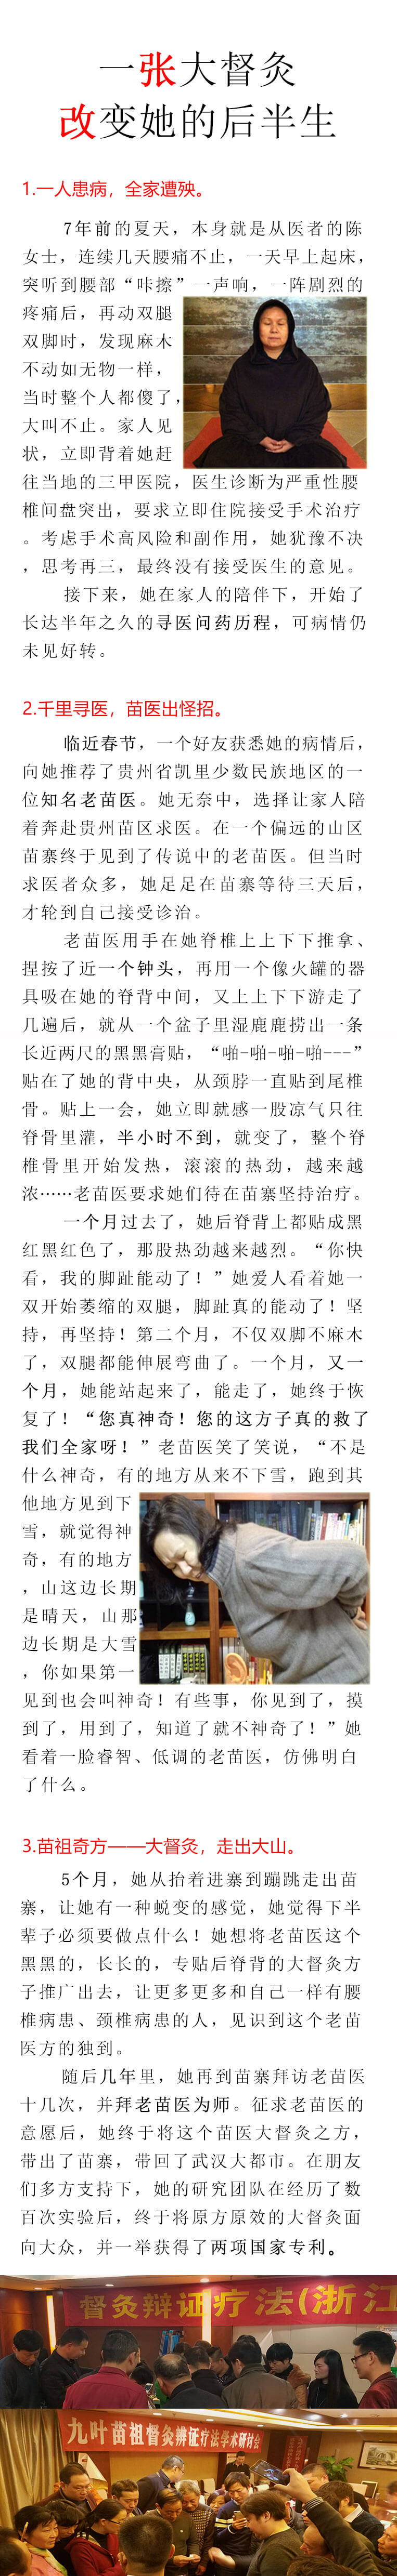 一张大督灸
改变她的后半生
1.一人患病，全家遭殃。
7年前的夏天，本身就是从医者的陈
女士，连续几天腰痛不止，一天早上起床，
突听到腰部“咔擦”一声响，一阵剧烈的
疼痛后，再动双腿
双脚时，发现麻木
不动如无物一样，
当时整个人都傻了，
大叫不止。家人见
状，立即背着她赶
往当地的三甲医院，医生诊断为严重性腰
椎间盘突出，要求立即住院接受手术治疗
。考虑手术高风险和副作用，她犹豫不决
，思考再三，最终没有接受医生的意见。
接下来，她在家人的陪伴下，开始了
长达半年之久的寻医问药历程，可病情仍
未见好转。
2.千里寻医，苗医出怪招。
临近春节，一个好友获悉她的病情后，
向她推荐了贵州省凯里少数民族地区的一
位知名老苗医。她无奈中，选择让家人陪
着奔赴贵州苗区求医。在一个偏远的山区
苗寨终于见到了传说中的老苗医。但当时
求医者众多，她足足在苗寨等待三天后，
才轮到自己接受诊治。
老苗医用手在她脊椎上上下下推拿、
捏按了近一个钟头，再用一个像火罐的器
具吸在她的脊背中间，又上上下下游走了
几遍后，就从一个盆子里湿鹿鹿捞出一条
长近两尺的黑黑膏贴，“啪-啪-啪-啪---”
贴在了她的背中央，从颈脖一直贴到尾椎
骨。贴上一会，她立即就感一股凉气只往
脊骨里灌，半小时不到，就变了，整个脊
椎骨里开始发热，滚滚的热劲，越来越
浓……老苗医要求她们待在苗寨坚持治疗。
一个月过去了，她后脊背上都贴成黑
红黑红色了，那股热劲越来越烈。“你快
看，我的脚趾能动了！”她爱人看着她一
双开始萎缩的双腿，脚趾真的能动了！坚
持，再坚持！第二个月，不仅双脚不麻木
了，双腿都能伸展弯曲了。一个月，又一
个月，她能站起来了，能走了，她终于恢
复了！“您真神奇！您的这方子真的救了
我们全家呀！”老苗医笑了笑说，“不是
什么神奇，有的地方从来不下雪，跑到其
他地方见到下
雪，就觉得神
奇，有的地方
，山这边长期
是晴天，山那
边长期是大雪
，你如果第一
见到也会叫神奇！有些事，你见到了，摸
到了，用到了，知道了就不神奇了！”她
看着一脸睿智、低调的老苗医，仿佛明白
了什么。
3.苗祖奇方——大督灸，走出大山。
5个月，她从抬着进寨到蹦跳走出苗
寨，让她有一种蜕变的感觉，她觉得下半
辈子必须要做点什么！她想将老苗医这个
黑黑的，长长的，专贴后脊背的大督灸方
子推广出去，让更多更多和自己一样有腰
椎病患、颈椎病患的人，见识到这个老苗
医方的独到。
随后几年里，她再到苗寨拜访老苗医
十几次，并拜老苗医为师。征求老苗医的
意愿后，她终于将这个苗医大督灸之方，
带出了苗寨，带回了武汉大都市。在朋友
们多方支持下，她的研究团队在经历了数
百次实验后，终于将原方原效的大督灸面
向大众，并一举获得了两项国家专利。
督灸辩证疗法(浙江
九叶苗祖督灸辨证疗法学术研讨会